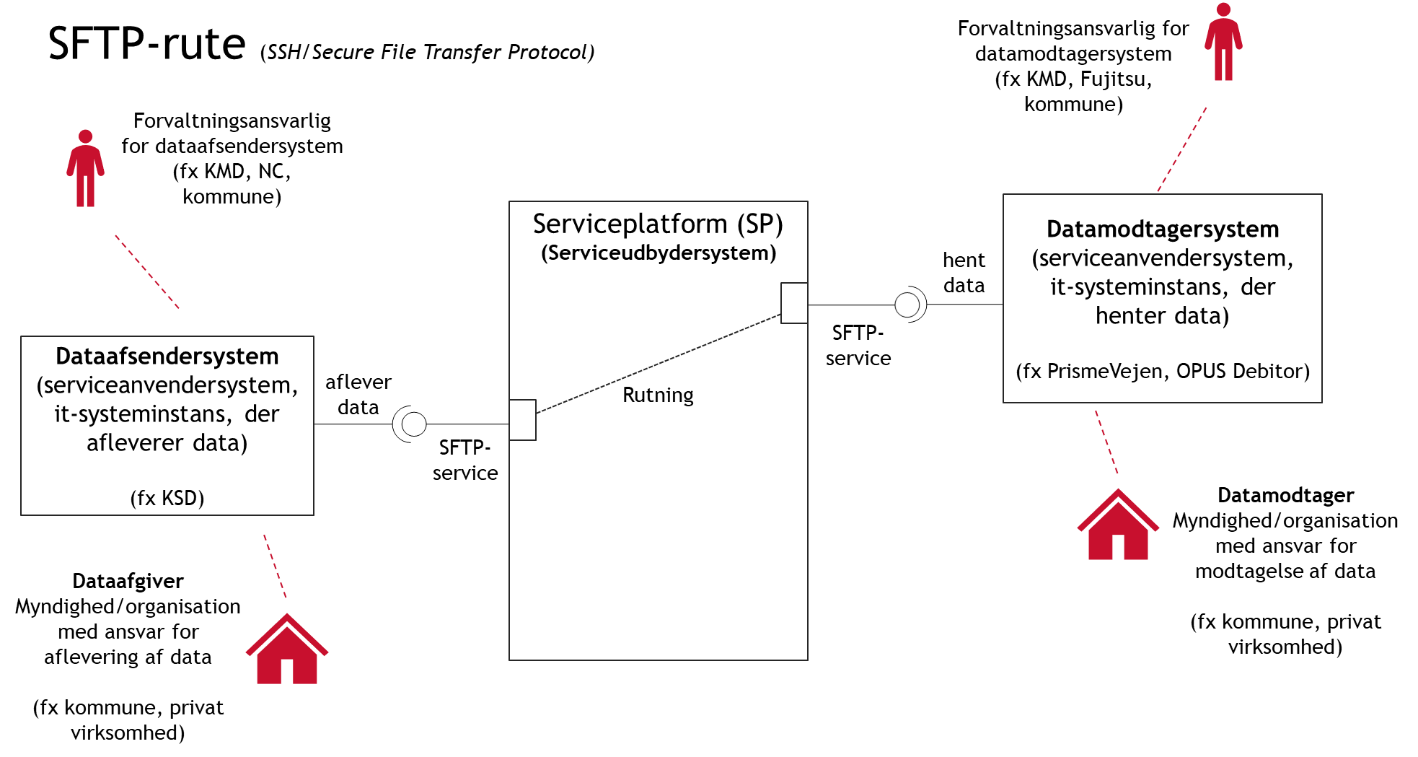 SFTP-rute (SSH/Secure File Transfer Protocol)
Forvaltningsansvarlig
for dataafsendersystem
(fx KMD, NC,
kommune)
Forvaltningsansvarlig for
datamodtagersystem
(fx KMD, Fujitsu,
kommune)
Dataafsendersystem
(serviceanvendersystem,
it-systeminstans, der
afleverer data)
(fx KSD)
aflever
data
SFTP-
service
Serviceplatform (SP)
(Serviceudbydersystem)
Rutning
SFTP-
service
hent
data
Datamodtagersystem
(serviceanvendersystem,
it-systeminstans, der
henter data)
(fx PrismeVejen, OPUS Debitor)
Dataafgiver
Myndighed/organisation
med ansvar for
aflevering af data
(fx kommune, privat
virksomhed)
Datamodtager
Myndighed/organisation
med ansvar for
modtagelse af data
(fx kommune, privat
virksomhed)